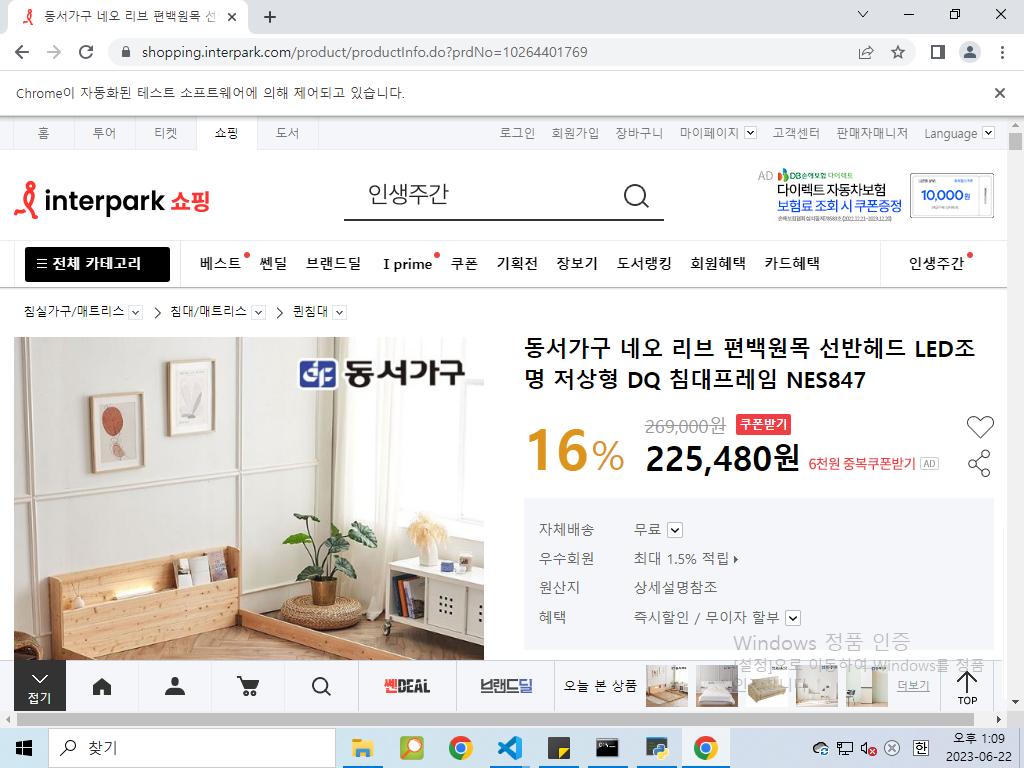 동서가구 네오 리브 편백원목 선
shopping.interpark.com/product/productInfo.do?prdNo=10264401769
Chrome이 자동화된 테스트 소프트웨어에 의해 제어되고 있습니다.
홈 투어 티켓 쇼핑 도서 로그인 회원가입 장바구니 마이페이지 고객센터 판매자매니저 Language
interpark 쇼핑
인생주간
AD DB손해보험 다이렉트
다이렉트 자동차보험
보험료 조회 시 쿠폰증정
10,000원
전체 카테고리 베스트 쎈딜 브랜드딜 I prime 쿠폰 기획전 장보기 도서랭킹 회원혜택 카드혜택 인생주간
침실가구/매트리스 침대/매트리스 퀸침대
동서가구
동서가구 네오 리브 편백원목 선반헤드 LED조
명 저상형 DQ 침대프레임 NES847
16% 269,000원 쿠폰받기
225,480원 6천원 중복쿠폰받기 AD
자체배송 무료
우수회원 최대 1.5% 적립
원산지 상세설명참조
혜택 즉시할인 / 무이자 할부
Windows 정품 인증
[설정]으로 이동하여 Windows를 정품
인증합니다.
접기 쎈DEAL 브랜드딜 오늘 본 상품 더보기 TOP
찾기
한
오후 1:09
2023-06-22